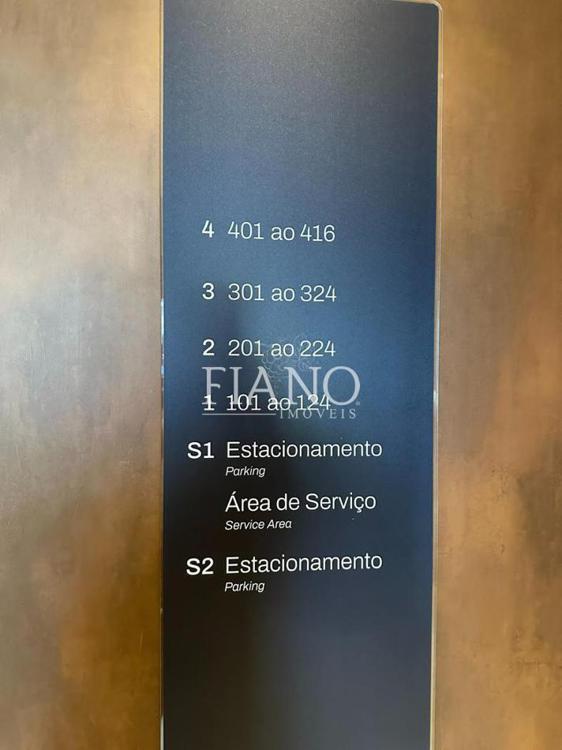 4 401 ao 416
3 301 ao 324
2 201 ao 224
FIANO
1 101 ao 124
IMÓVEIS
S1 Estacionamento
Parking
Área de Serviço
Service Area
S2 Estacionamento
Parking